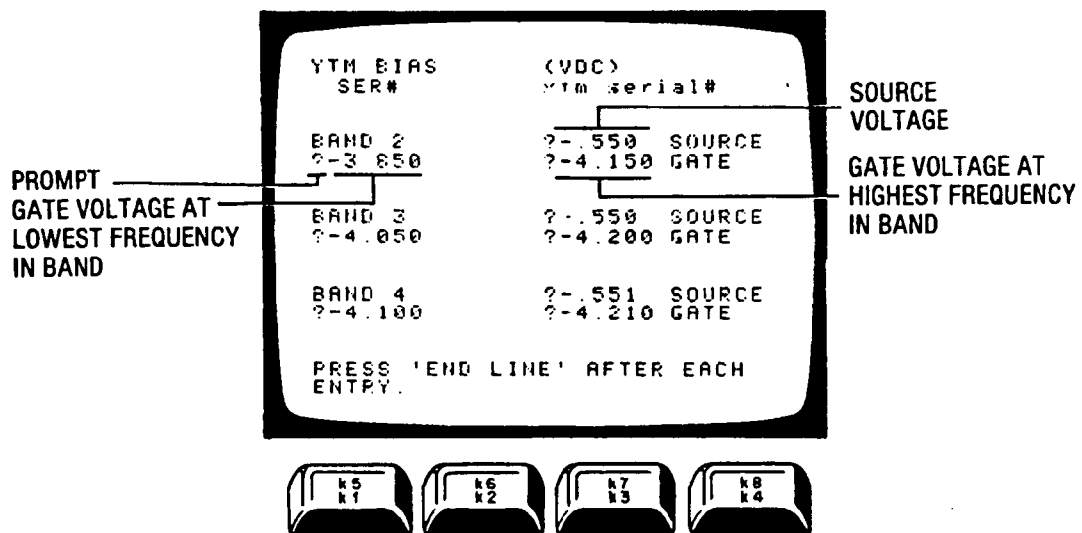 YTM BIAS (VDC)
SER# ytm serial#
BAND 2 ?-.550 SOURCE
?-3.850 ?-4.150 GATE
BAND 3 ?-.550 SOURCE
?-4.050 ?-4.200 GATE
BAND 4 ?-.551 SOURCE
?-4.100 ?-4.210 GATE
PRESS 'END LINE' AFTER EACH
ENTRY.
PROMPT
GATE VOLTAGE AT
LOWEST FREQUENCY
IN BAND
SOURCE
VOLTAGE
GATE VOLTAGE AT
HIGHEST FREQUENCY
IN BAND
k5 k6 k7 k8
k1 k2 k3 k4